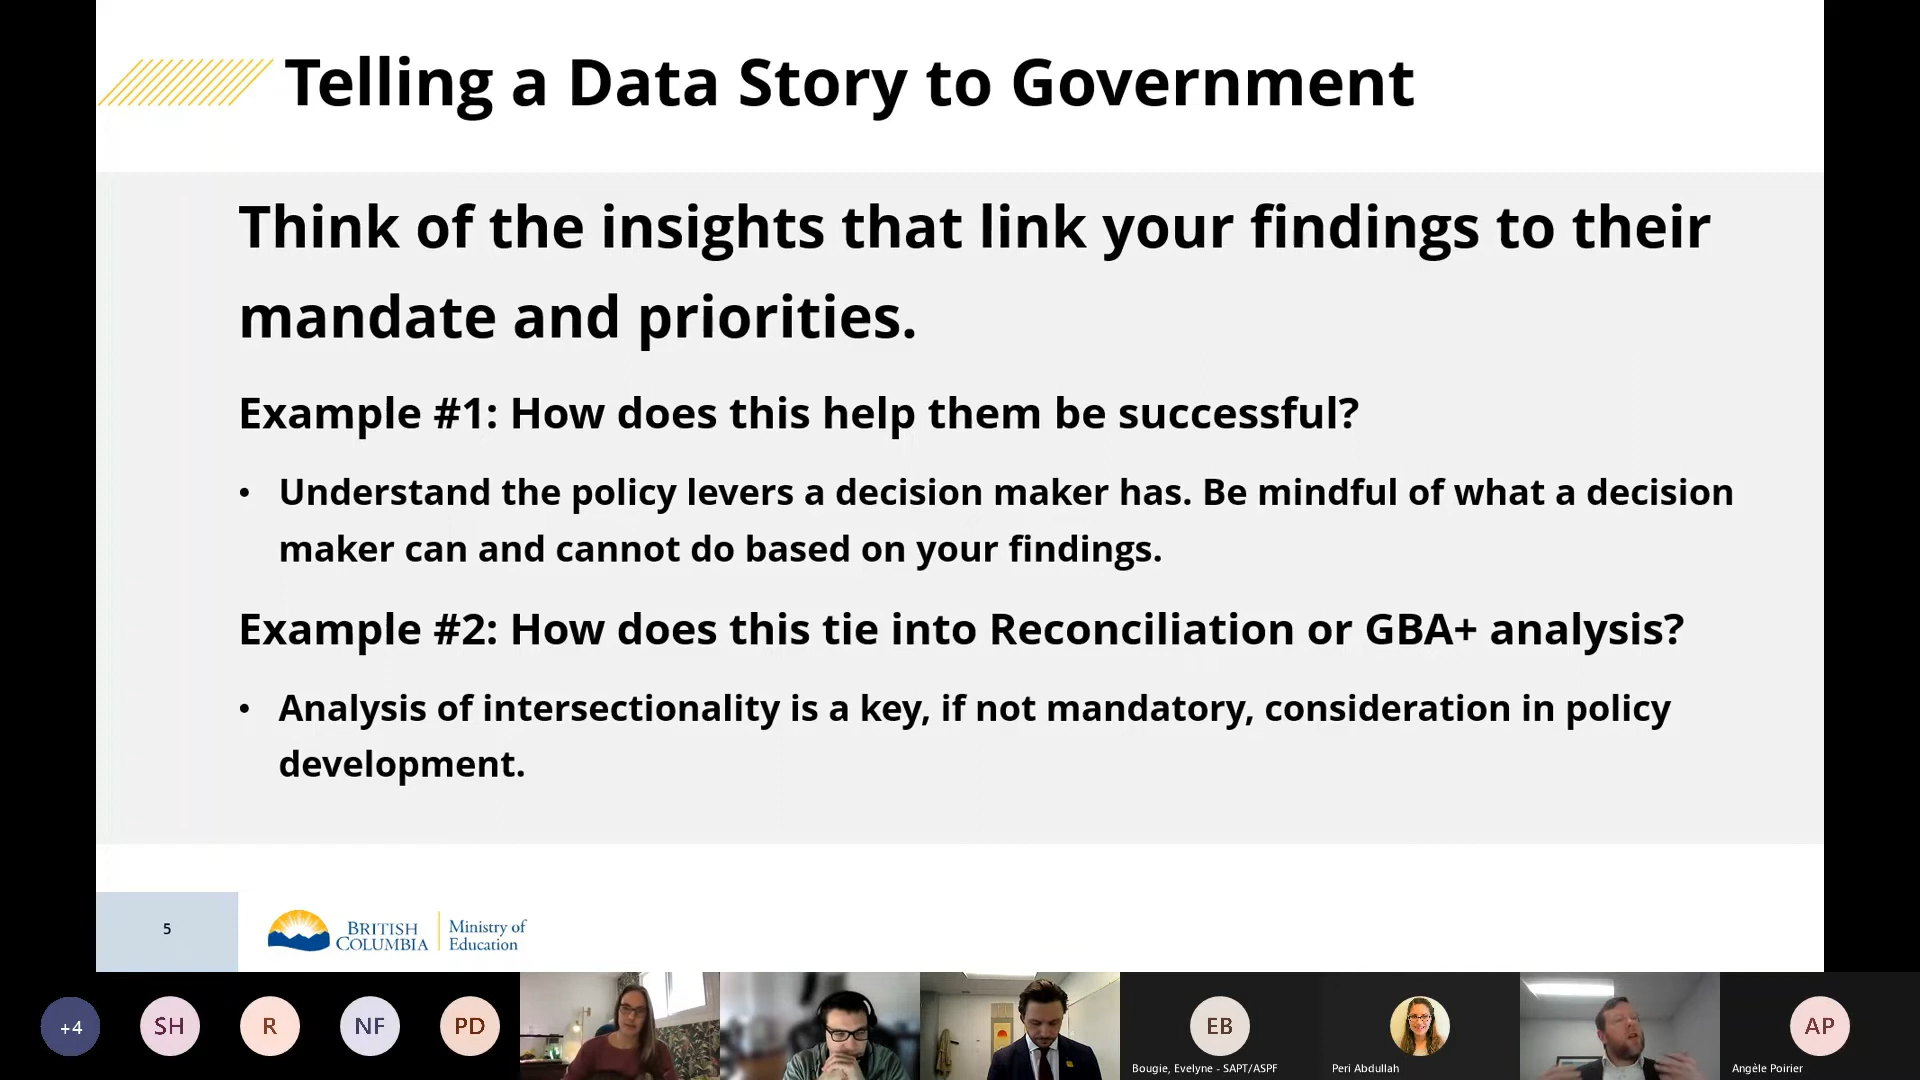 Telling a Data Story to Government
Think of the insights that link your findings to their
mandate and priorities.
Example #1: How does this help them be successful?
• Understand the policy levers a decision maker has. Be mindful of what a decision
maker can and cannot do based on your findings.
Example #2: How does this tie into Reconciliation or GBA+ analysis?
• Analysis of intersectionality is a key, if not mandatory, consideration in policy
development.
5
BRITISH
COLUMBIA
Ministry of
Education
+4
SH
R
NF
PD
EB
AP
Bougie, Evelyne - SAPT/ASPF
Peri Abdullah
Angèle Poirier